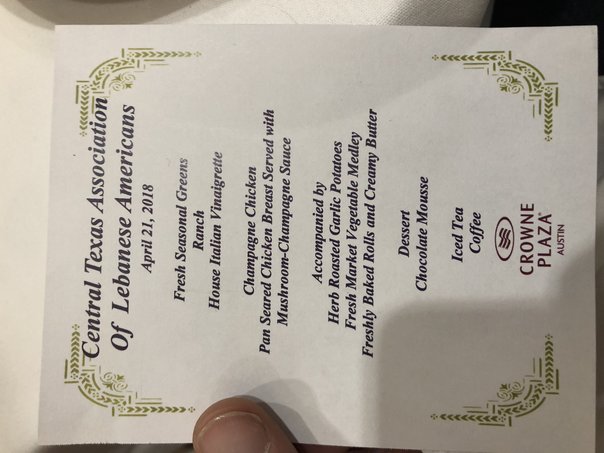 Central Texas Association
Of Lebanese Americans
April 21, 2018
Fresh Seasonal Greens
Ranch
House Italian Vinaigrette
Champagne Chicken
Pan Seared Chicken Breast Served with
Mushroom-Champagne Sauce
Accompanied by
Herb Roasted Garlic Potatoes
Fresh Market Vegetable Medley
Freshly Baked Rolls and Creamy Butter
Dessert
Chocolate Mousse
Iced Tea
Coffee
CROWNE
PLAZA
AUSTIN